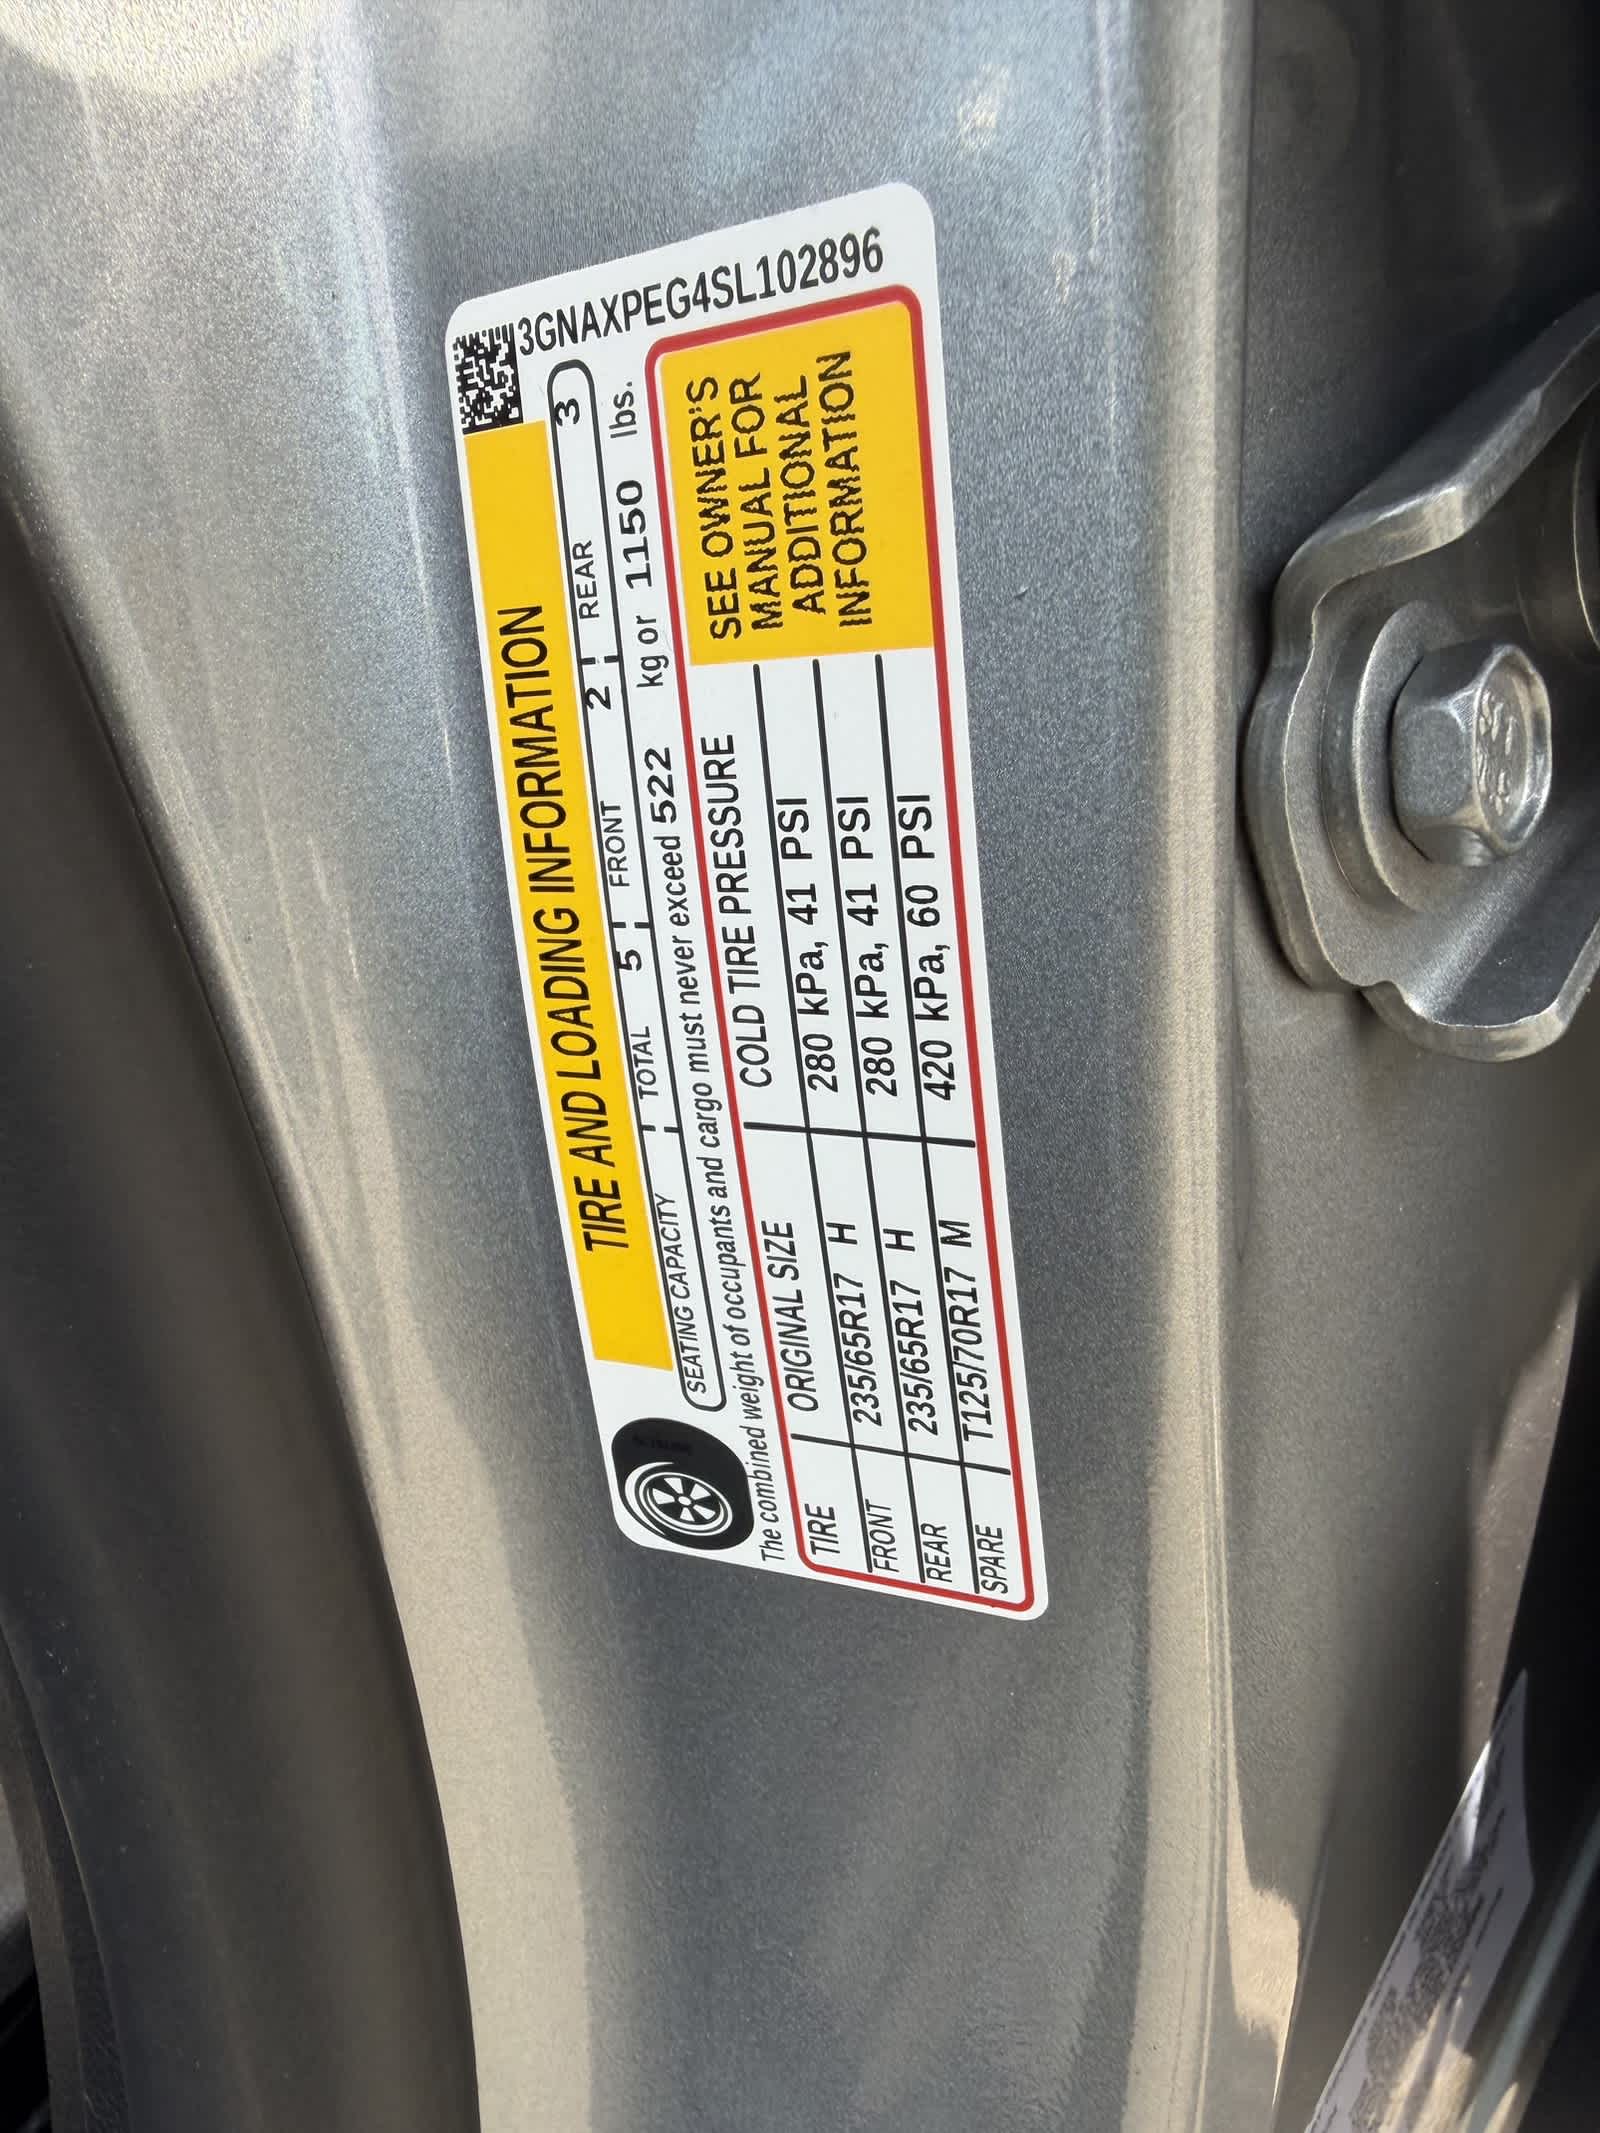 3GNAXPEG4SL102896
TIRE AND LOADING INFORMATION
SEATING CAPACITY TOTAL 5 FRONT 2 REAR 3
The combined weight of occupants and cargo must never exceed 522 kg or 1150 lbs.
TIRE ORIGINAL SIZE COLD TIRE PRESSURE
FRONT 235/65R17 H 280 kPa, 41 PSI
REAR 235/65R17 H 280 kPa, 41 PSI
SPARE T125/70R17 M 420 kPa, 60 PSI
SEE OWNER'S
MANUAL FOR
ADDITIONAL
INFORMATION